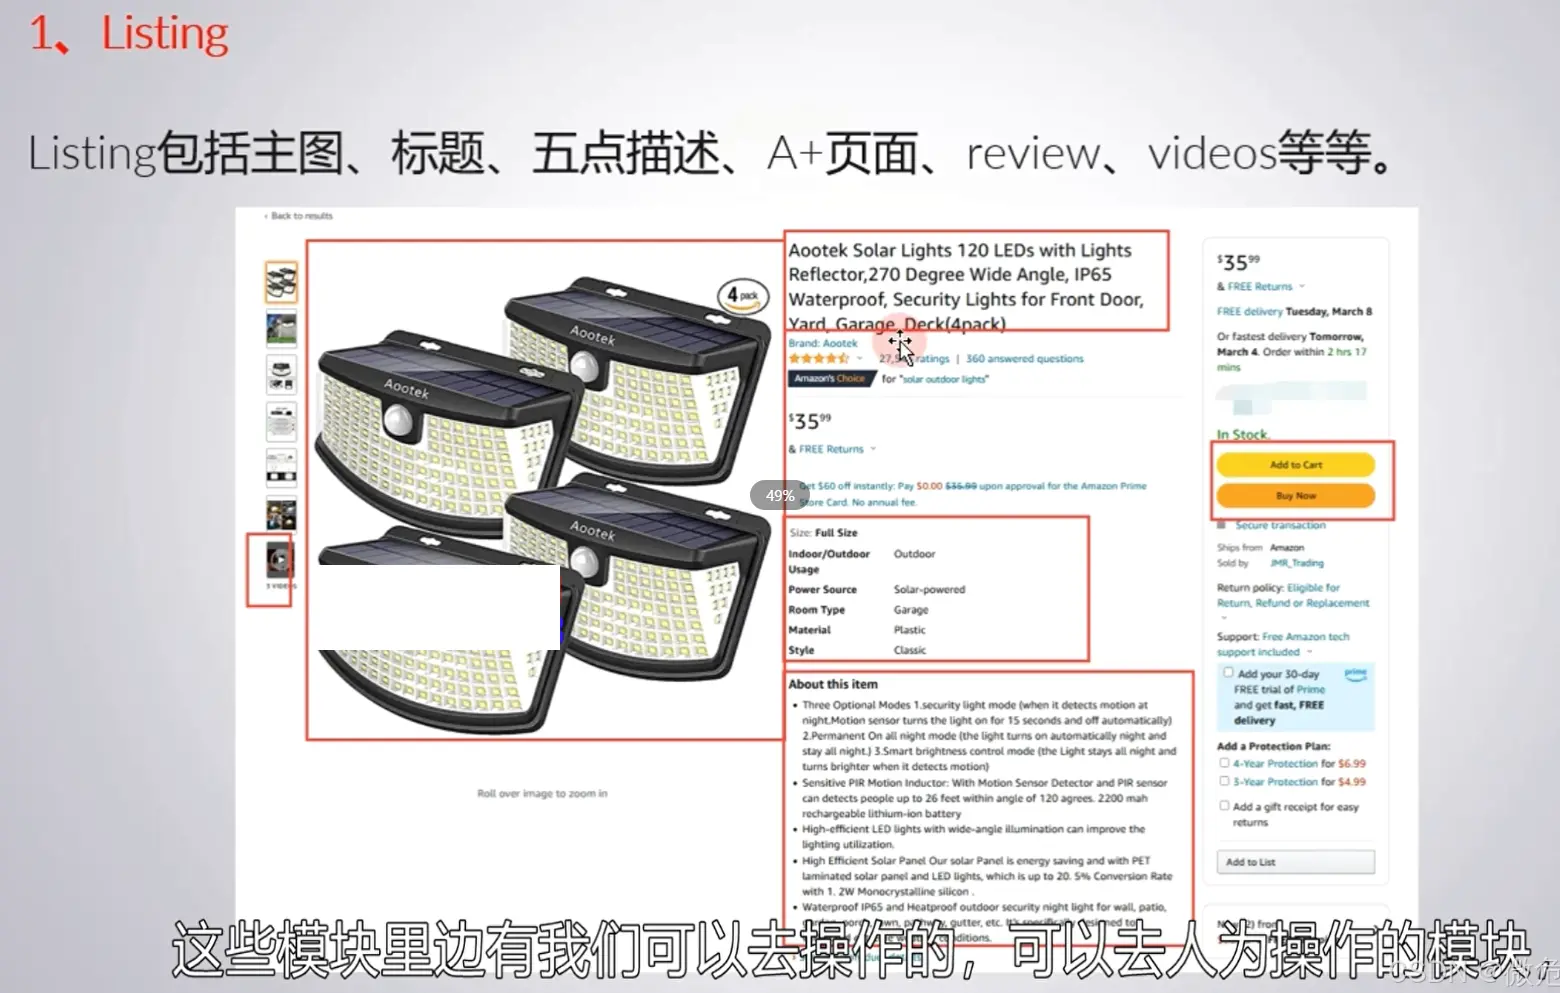 1、Listing
Listing包括主图、标题、五点描述、A+页面、review、videos等等。
‹ Back to results
4 pack
Aootek
Aootek
Aootek
Roll over image to zoom in
49%
Aootek Solar Lights 120 LEDs with Lights
Reflector,270 Degree Wide Angle, IP65
Waterproof, Security Lights for Front Door,
Yard, Garage, Deck(4pack)
Brand: Aootek
ratings | 360 answered questions
Amazon's Choice for "solar outdoor lights"
$3599
& FREE Returns
Get $60 off instantly: Pay $0.00 $35.99 upon approval for the Amazon Prime
Store Card. No annual fee.
Size: Full Size
Indoor/Outdoor Usage Outdoor
Power Source Solar-powered
Room Type Garage
Material Plastic
Style Classic
About this item
• Three Optional Modes 1.security light mode (when it detects motion at
night.Motion sensor turns the light on for 15 seconds and off automatically)
2.Permanent On all night mode (the light turns on automatically night and
stay all night.) 3.Smart brightness control mode (the Light stays all night and
turns brighter when it detects motion)
• Sensitive PIR Motion Inductor: With Motion Sensor Detector and PIR sensor
can detects people up to 26 feet within angle of 120 agrees. 2200 mah
rechargeable lithium-ion battery
• High-efficient LED lights with wide-angle illumination can improve the
lighting utilization.
• High Efficient Solar Panel Our solar Panel is energy saving and with PET
laminated solar panel and LED lights, which is up to 20. 5% Conversion Rate
with 1. 2W Monocrystalline silicon .
• Waterproof IP65 and Heatproof outdoor security night light for wall, patio,
gutter, etc. It's specifically designed to
conditions.
$3599
& FREE Returns
FREE delivery Tuesday, March 8
Or fastest delivery Tomorrow,
March 4. Order within 2 hrs 17
mins
In Stock.
Add to Cart
Buy Now
Secure transaction
Ships from Amazon
Sold by JMR_Trading
Return policy: Eligible for
Return, Refund or Replacement
Support: Free Amazon tech
support included
Add your 30-day
FREE trial of Prime
and get fast, FREE
delivery
prime
Add a Protection Plan:
4-Year Protection for $6.99
3-Year Protection for $4.99
Add a gift receipt for easy
returns
Add to List
这些模块里边有我们可以去操作的，可以去人为操作的模块